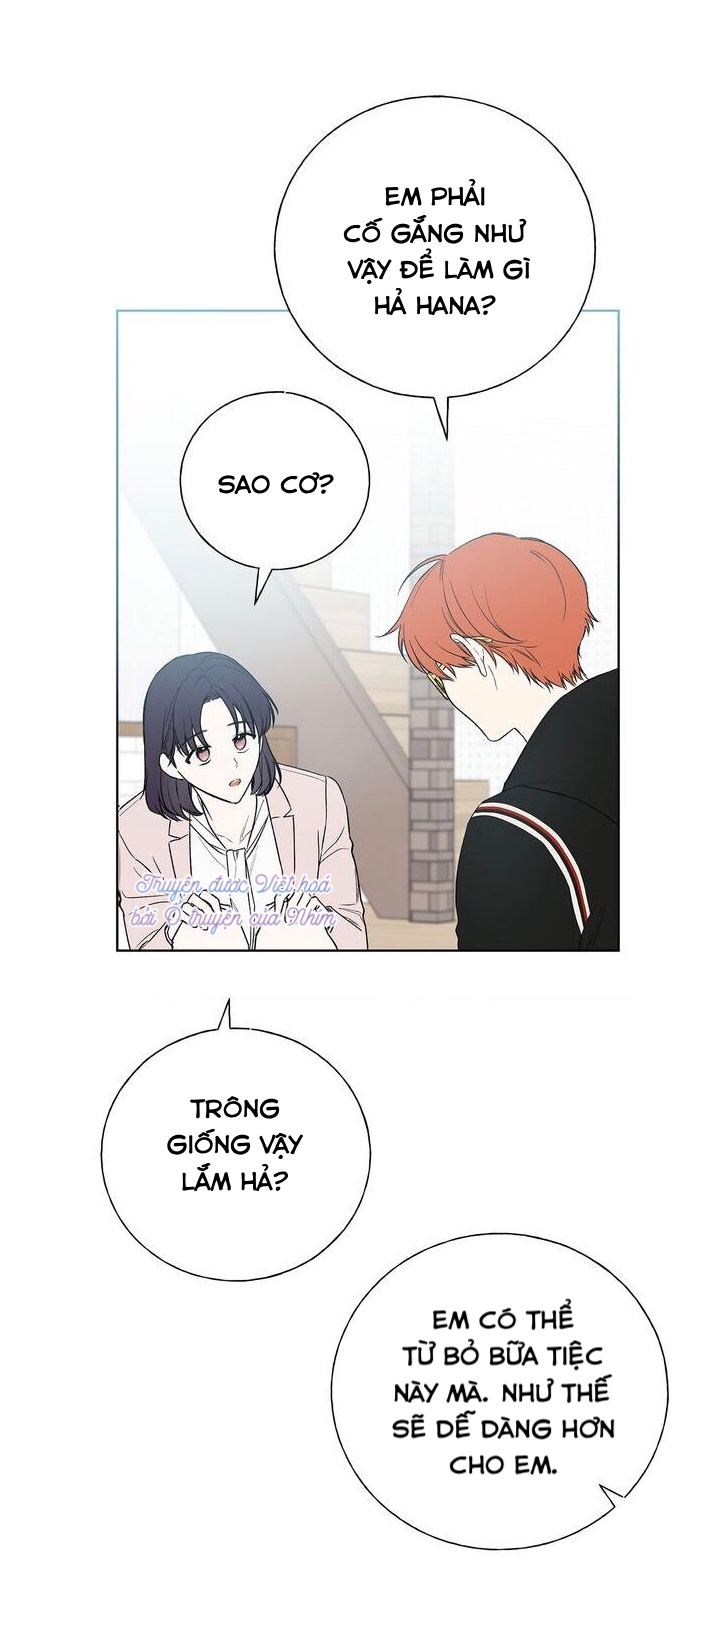 EM PHẢI
CỐ GẮNG NHƯ
VẬY ĐỂ LÀM GÌ
HẢ HANA?
SAO CƠ?
Truyện được Việt hoá
bởi Ổ truyện của Nhím
TRÔNG
GIỐNG VẬY
LẮM HẢ?
EM CÓ THỂ
TỪ BỎ BỮA TIỆC
NÀY MÀ. NHƯ THẾ
SẼ DỄ DÀNG HƠN
CHO EM.